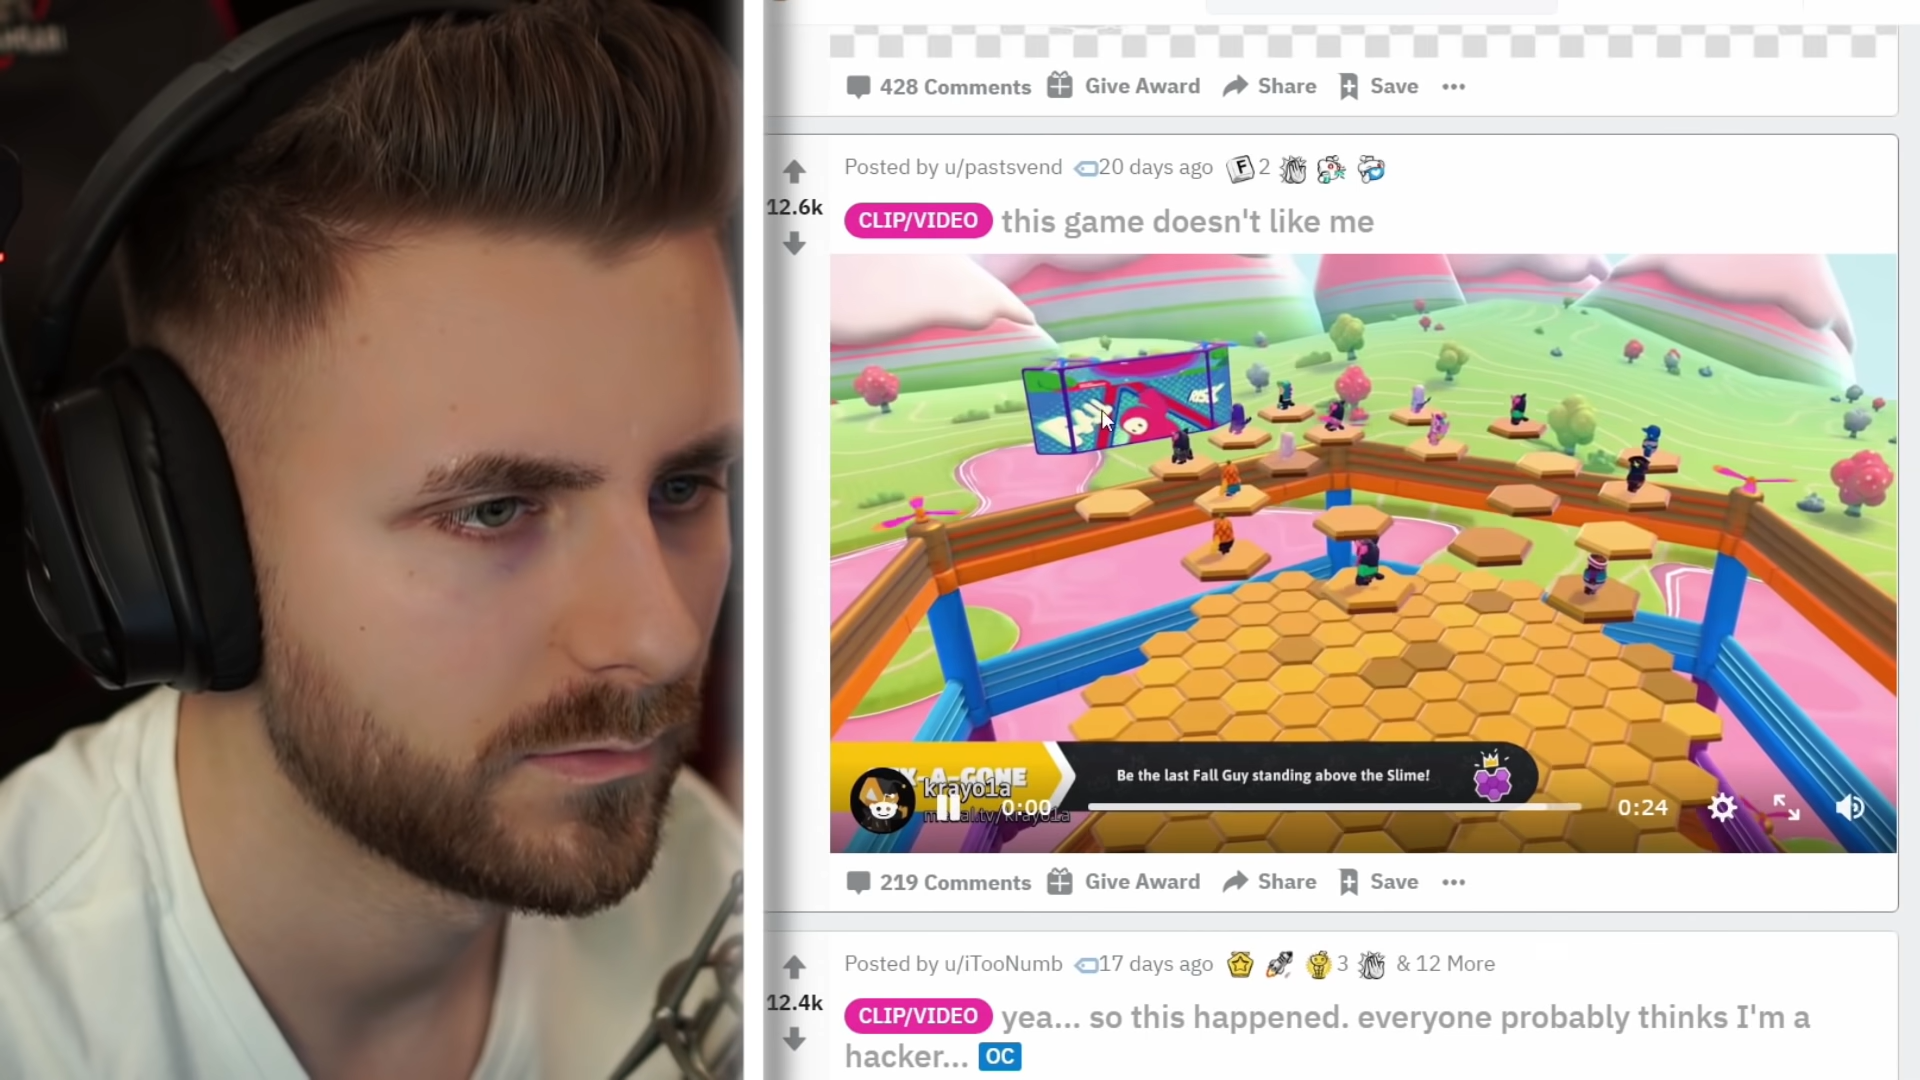 428 Comments Give Award Share Save
Posted by u/pastsvend 20 days ago F 2
12.6k
CLIP/VIDEO this game doesn't like me
Be the last Fall Guy standing above the Slime!
krayo1a
0:00 0:24
219 Comments Give Award Share Save
Posted by u/iTooNumb 17 days ago 3 & 12 More
12.4k
CLIP/VIDEO yea... so this happened. everyone probably thinks I'm a
hacker... OC